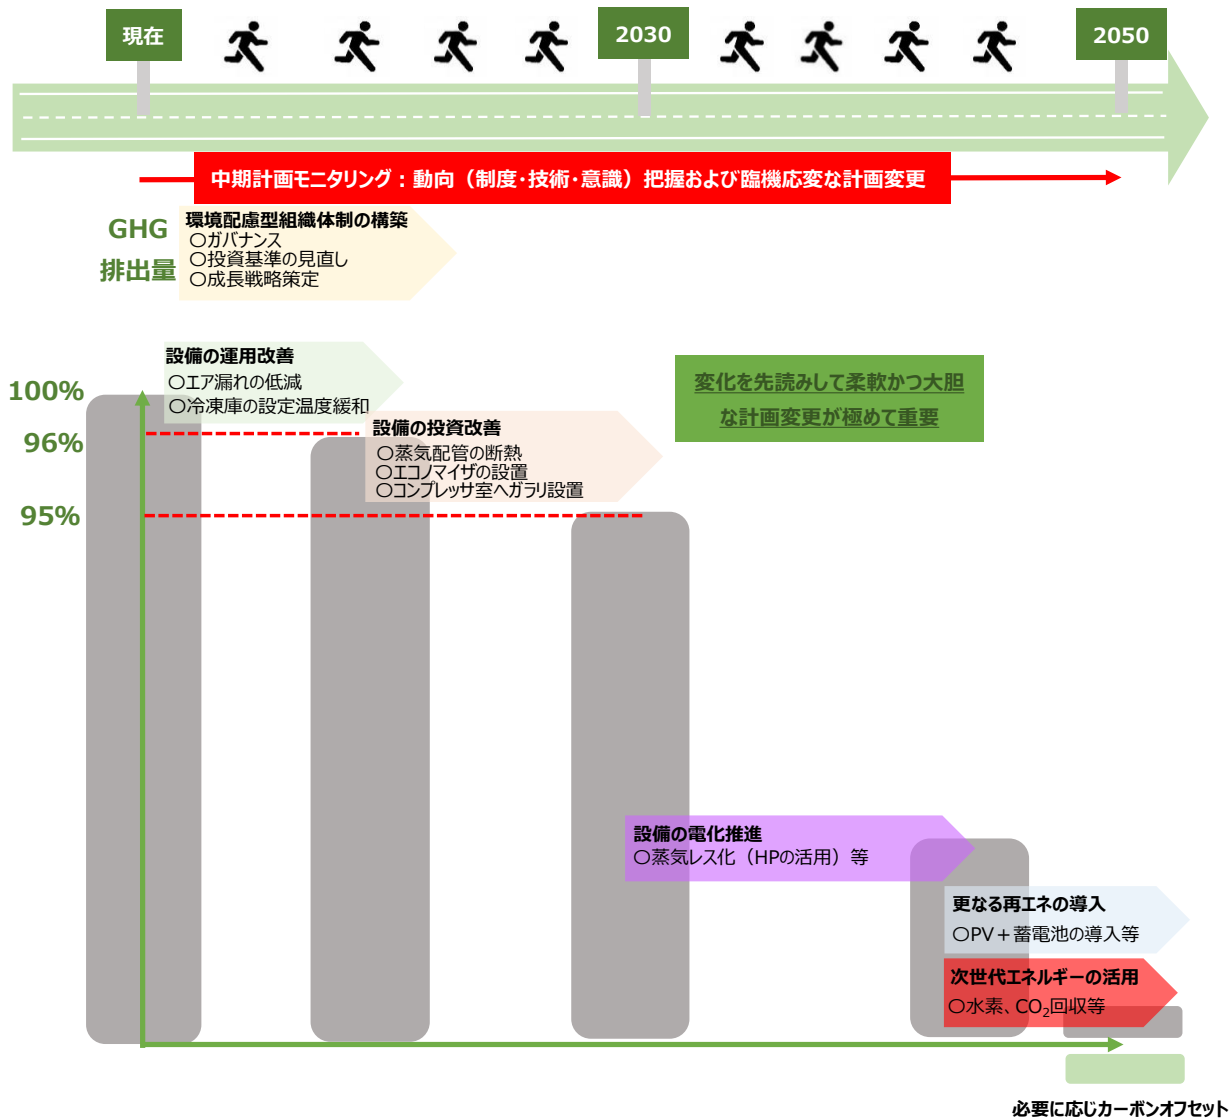 現在
2030
2050
中期計画モニタリング：動向（制度・技術・意識）把握および臨機応変な計画変更
GHG
排出量
環境配慮型組織体制の構築
○ガバナンス
○投資基準の見直し
○成長戦略策定
設備の運用改善
○エア漏れの低減
○冷凍庫の設定温度緩和
変化を先読みして柔軟かつ大胆
な計画変更が極めて重要
100%
96%
95%
設備の投資改善
○蒸気配管の断熱
○エコノマイザの設置
○コンプレッサ室へガラリ設置
設備の電化推進
○蒸気レス化（HPの活用）等
更なる再エネの導入
○PV＋蓄電池の導入等
次世代エネルギーの活用
○水素、CO₂回収等
必要に応じカーボンオフセット